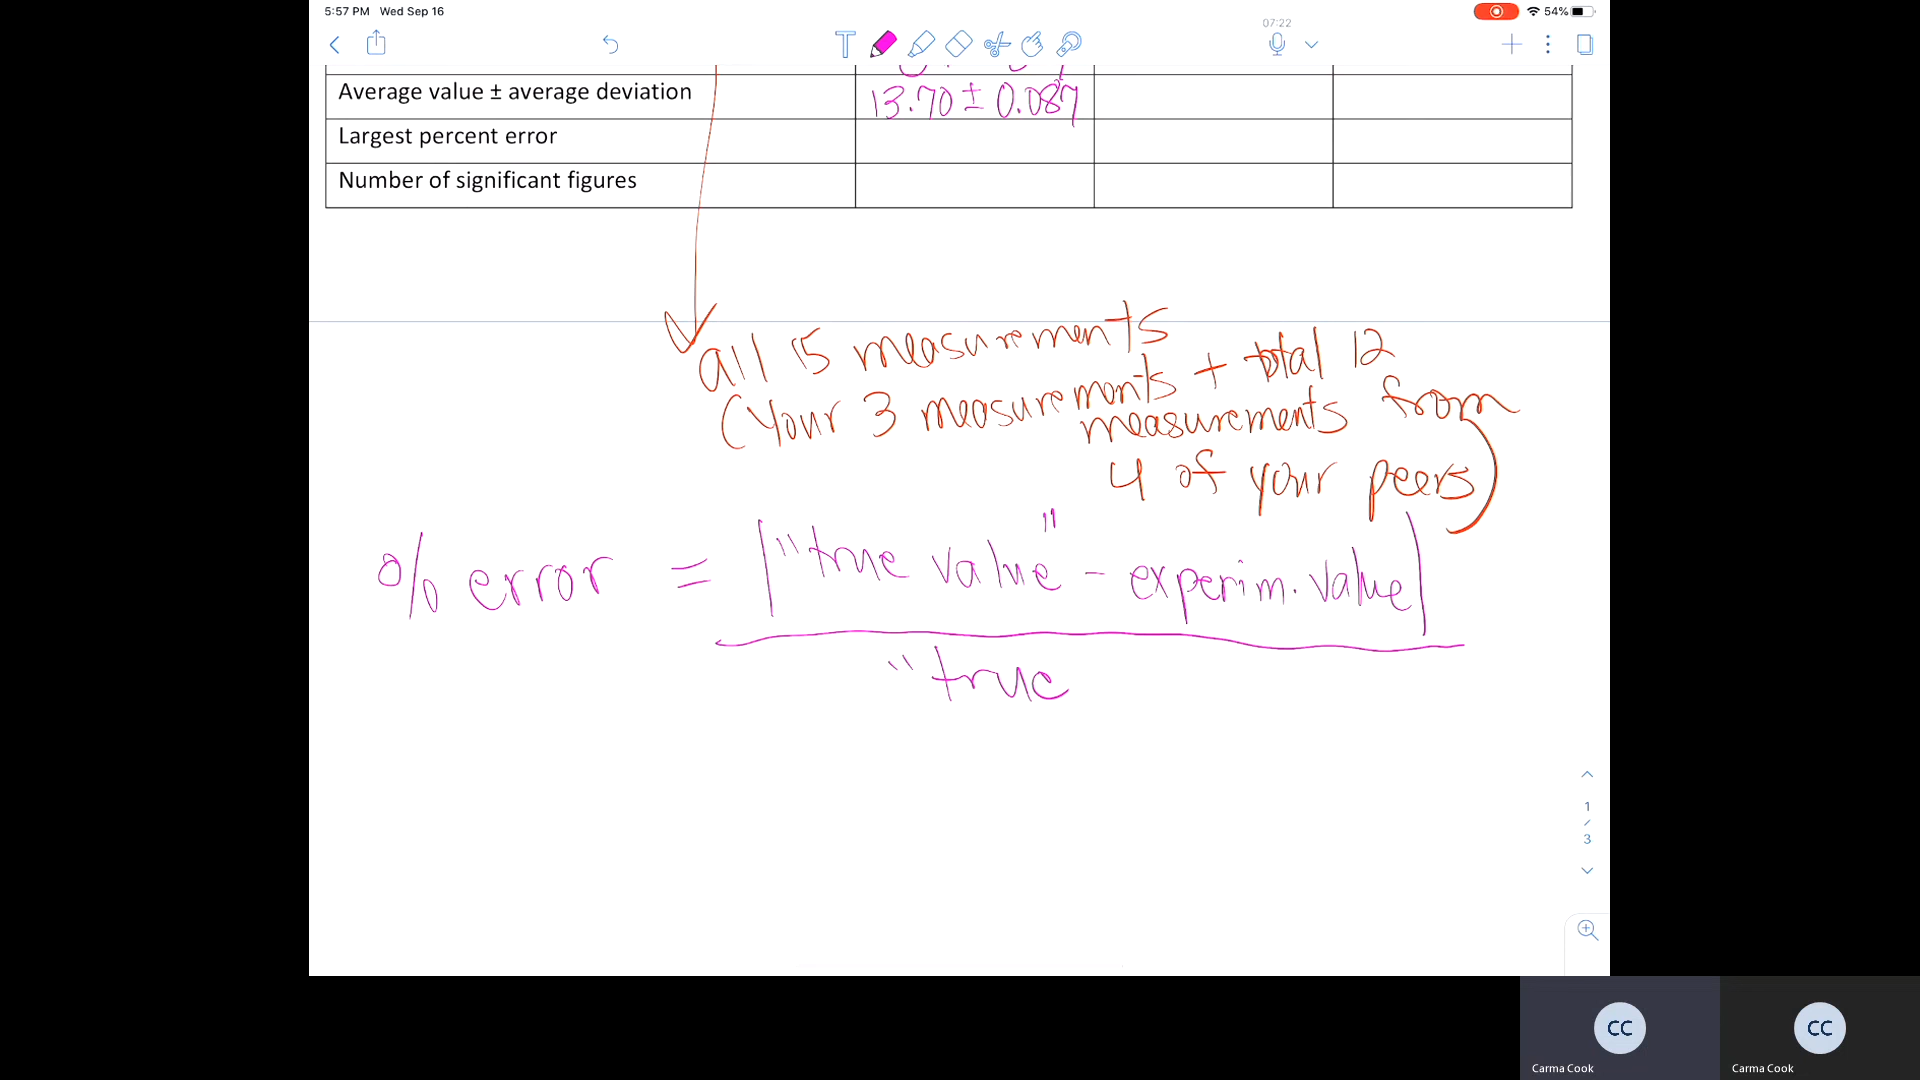 5:57 PM Wed Sep 16
54%
07:22
T
Average value ± average deviation 13.70 ± 0.087
Largest percent error
Number of significant figures
all 15 measurements
(Your 3 measurements + total 12
measurements from
4 of your peers)
% error = |"true value" - experim. value|
"true
1
/
3
CC CC
Carma Cook Carma Cook